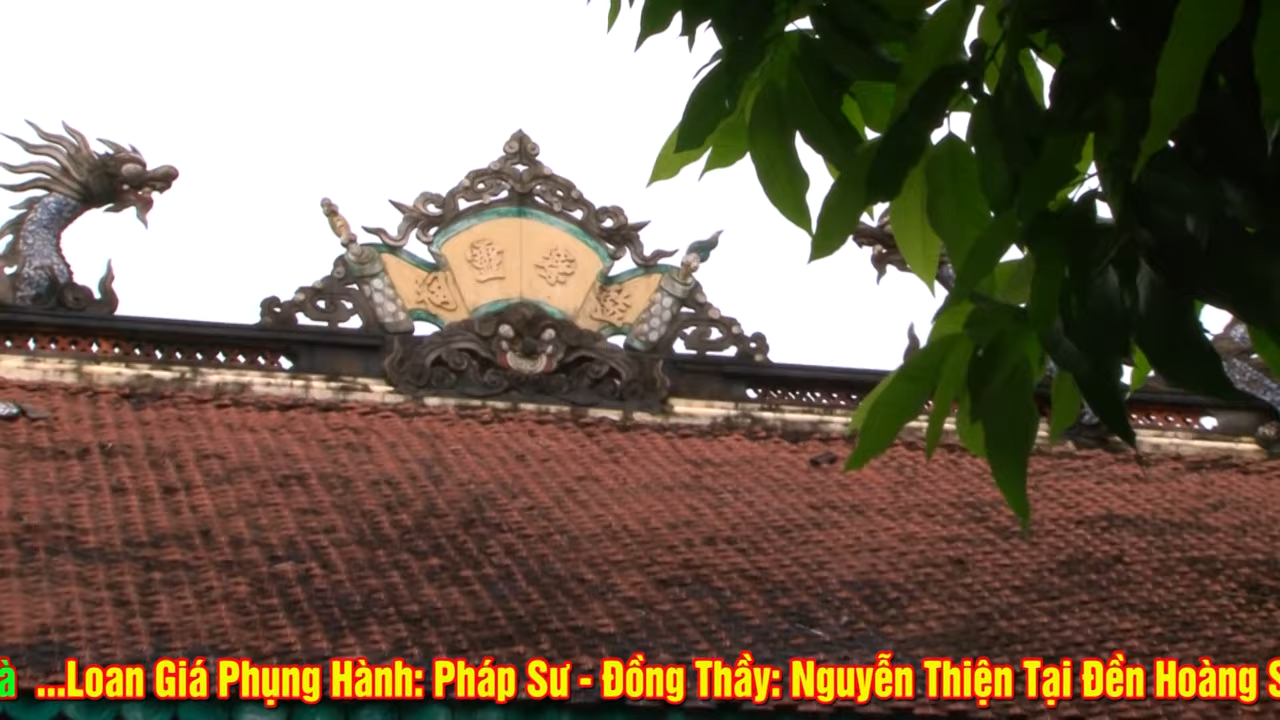 à ...Loan Giá Phụng Hành: Pháp Sư - Đồng Thầy: Nguyễn Thiện Tại Đền Hoàng S